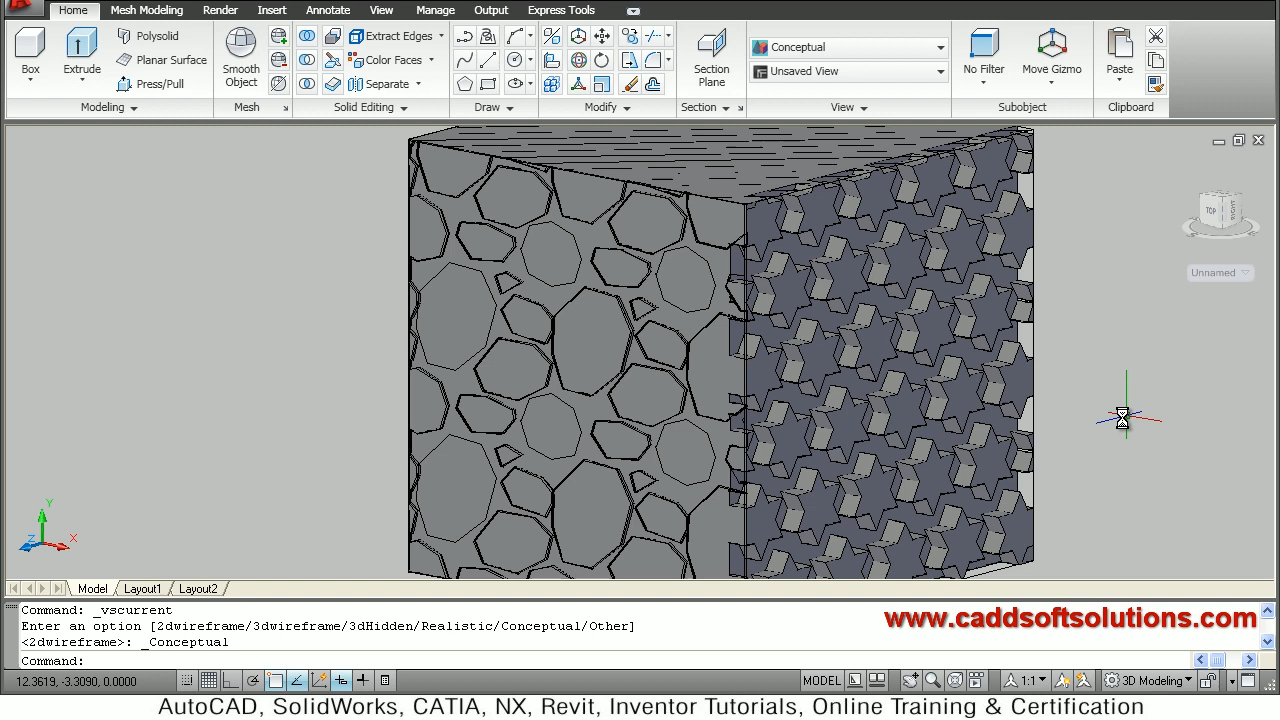 Home Mesh Modeling Render Insert Annotate View Manage Output Express Tools
Box
Extrude
Polysolid
Planar Surface
Press/Pull
Modeling
Smooth
Object
Mesh
Extract Edges
Color Faces
Separate
Solid Editing
Draw
Modify
Section
Plane
Section
Conceptual
Unsaved View
View
No Filter
Move Gizmo
Subobject
Paste
Clipboard
TOP
RIGHT
Unnamed
Y
Z
X
Model Layout1 Layout2
Command: _vscurrent
Enter an option [2dwireframe/3dwireframe/3dhidden/Realistic/Conceptual/Other]
<2dwireframe>: _Conceptual
Command:
www.caddsoftsolutions.com
12.3619, -3.3090, 0.0000
MODEL
1:1
3D Modeling
AutoCAD, SolidWorks, CATIA, NX, Revit, Inventor Tutorials, Online Training & Certification